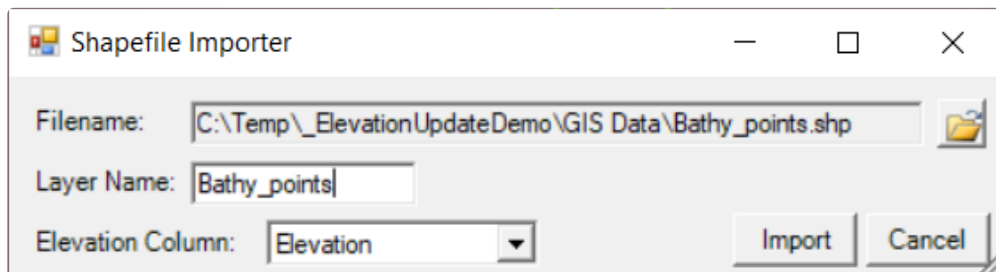 Shapefile Importer
Filename: C:\Temp\_ElevationUpdateDemo\GIS Data\Bathy_points.shp
Layer Name: Bathy_points
Elevation Column: Elevation Import Cancel